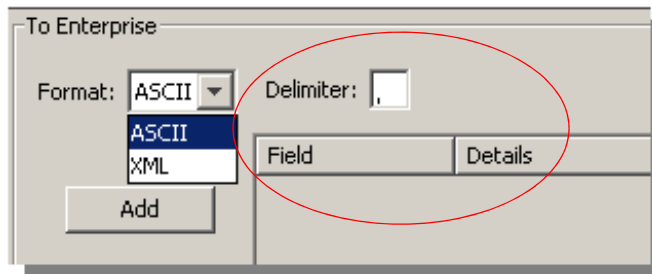 To Enterprise
Format: ASCII Delimiter: ,
ASCII
XML
Field Details
Add